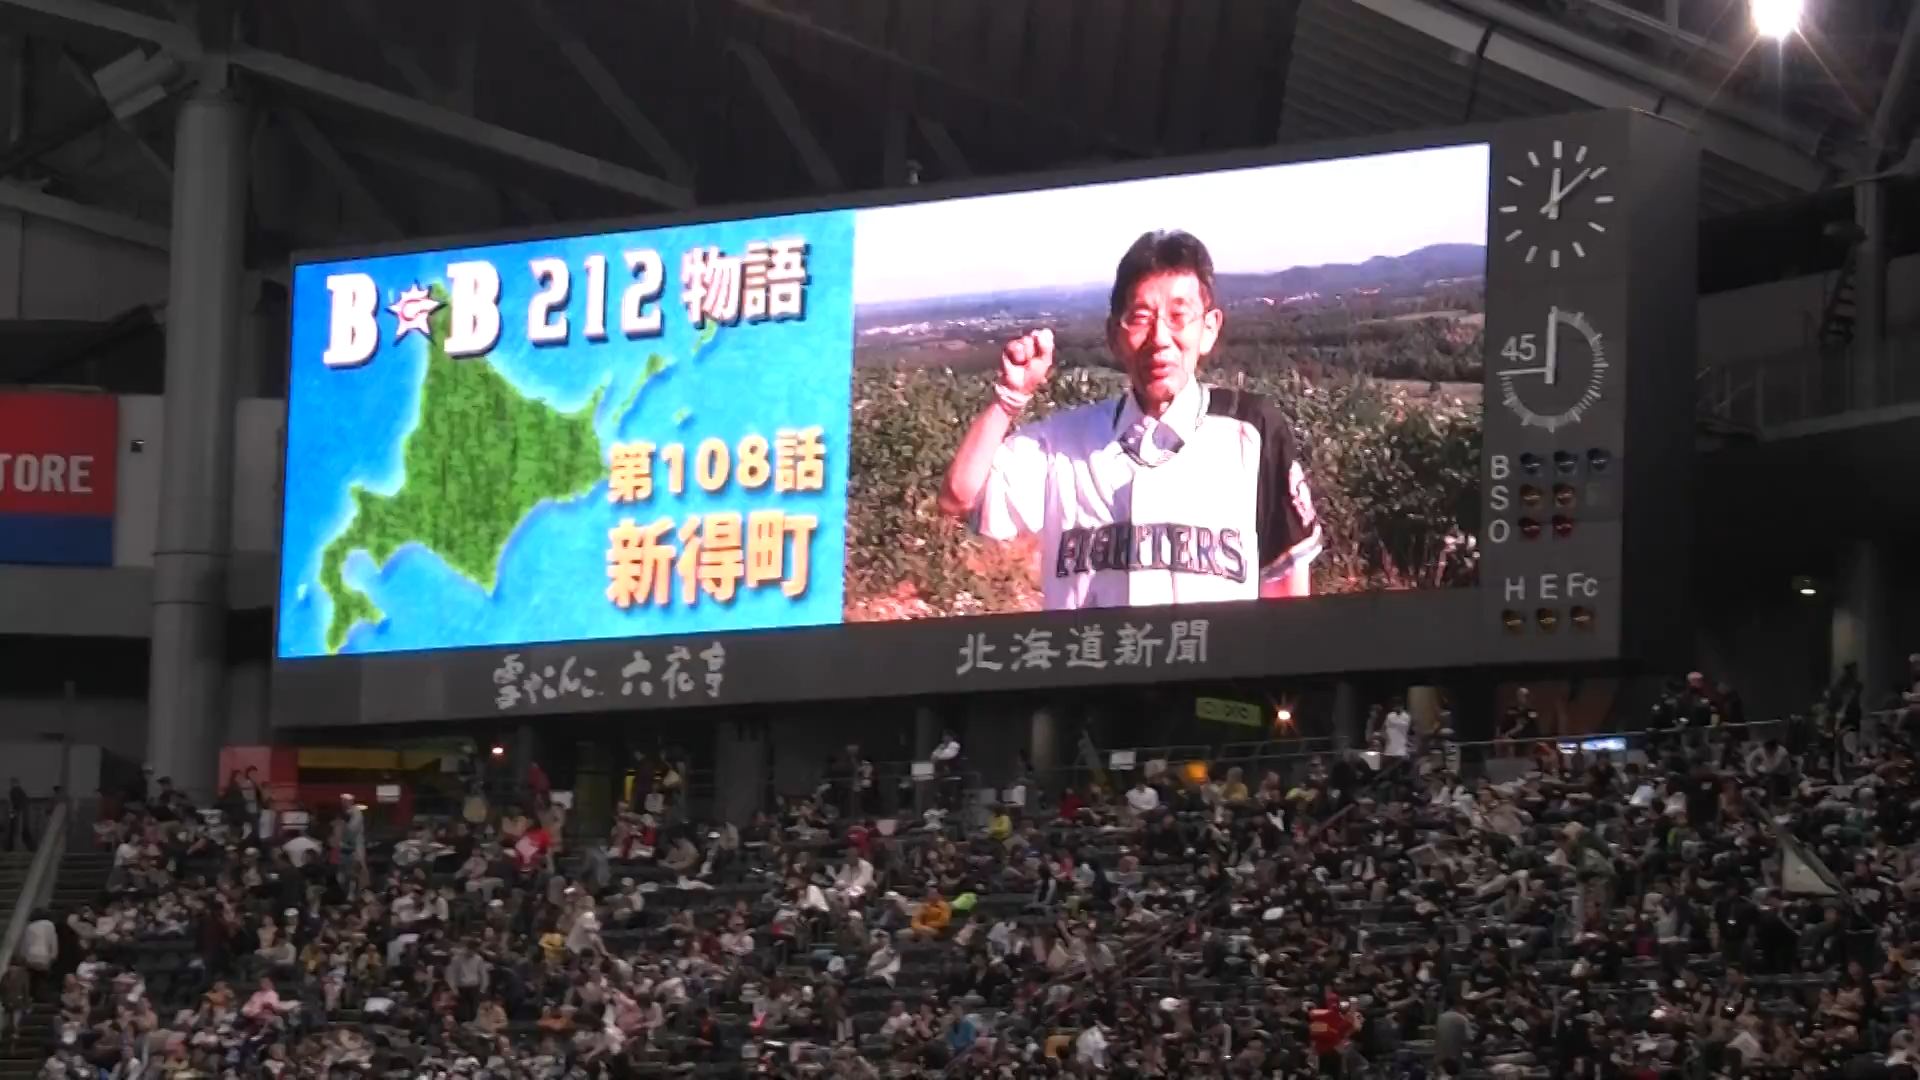 B★B 212 物語
第108話
新得町
FIGHTERS
TORE
45
B
S
O
H E Fc
雪やこんこ 六花亭
北海道新聞